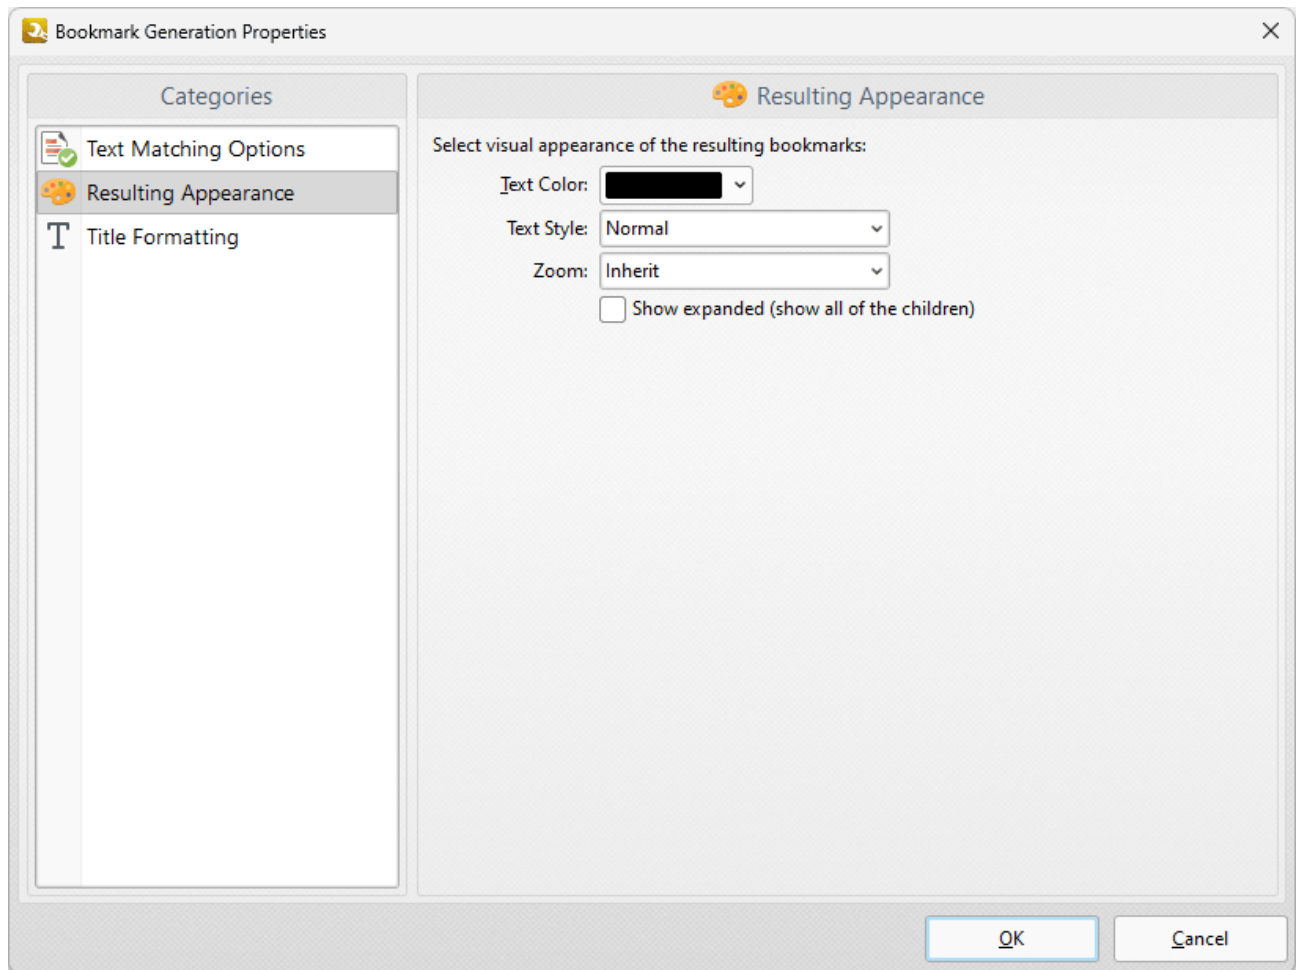 Bookmark Generation Properties
Categories
Text Matching Options
Resulting Appearance
Title Formatting
Resulting Appearance
Select visual appearance of the resulting bookmarks:
Text Color:
Text Style: Normal
Zoom: Inherit
Show expanded (show all of the children)
OK Cancel